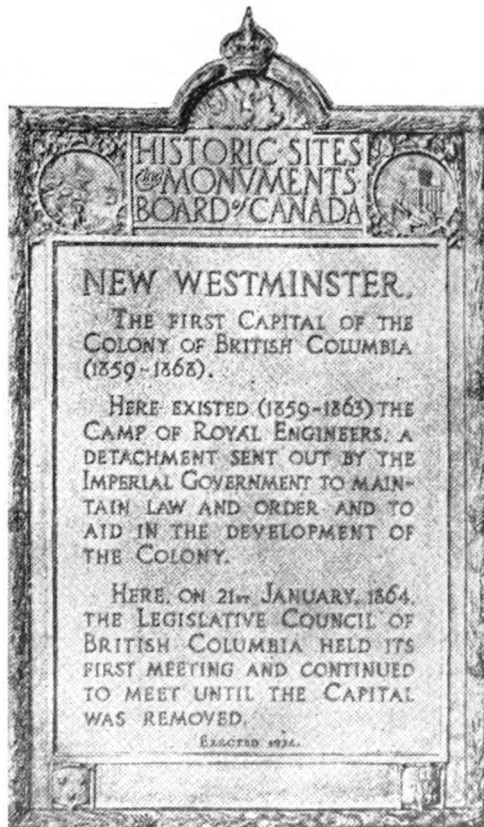 HISTORIC·SITES
and MONVMENTS·
BOARD of CANADA
NEW WESTMINSTER.
THE FIRST CAPITAL OF THE
COLONY OF BRITISH COLUMBIA
(1859-1868).
HERE EXISTED (1859-1863) THE
CAMP OF ROYAL ENGINEERS, A
DETACHMENT SENT OUT BY THE
IMPERIAL GOVERNMENT TO MAIN-
TAIN LAW AND ORDER AND TO
AID IN THE DEVELOPMENT OF
THE COLONY.
HERE, ON 21ST JANUARY, 1864,
THE LEGISLATIVE COUNCIL OF
BRITISH COLUMBIA HELD ITS
FIRST MEETING AND CONTINUED
TO MEET UNTIL THE CAPITAL
WAS REMOVED.
ERECTED